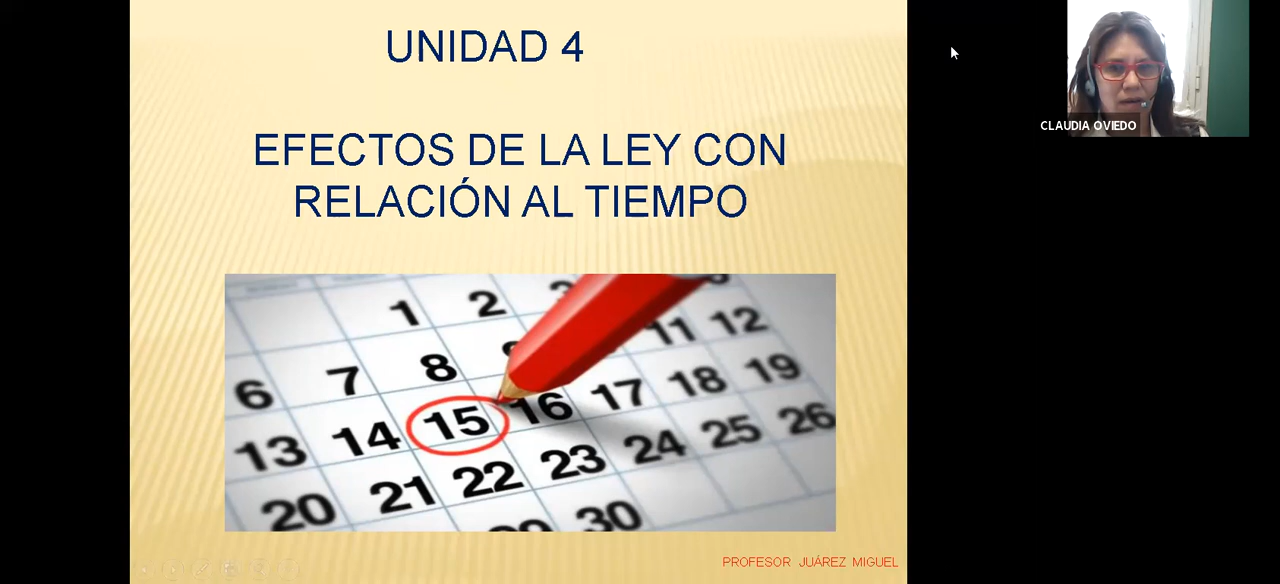 UNIDAD 4
EFECTOS DE LA LEY CON
RELACIÓN AL TIEMPO
1 2
6 7 8 11 12
13 14 15 16 17 18 19
20 21 22 23 24 25 26
30
PROFESOR JUÁREZ MIGUEL
CLAUDIA OVIEDO